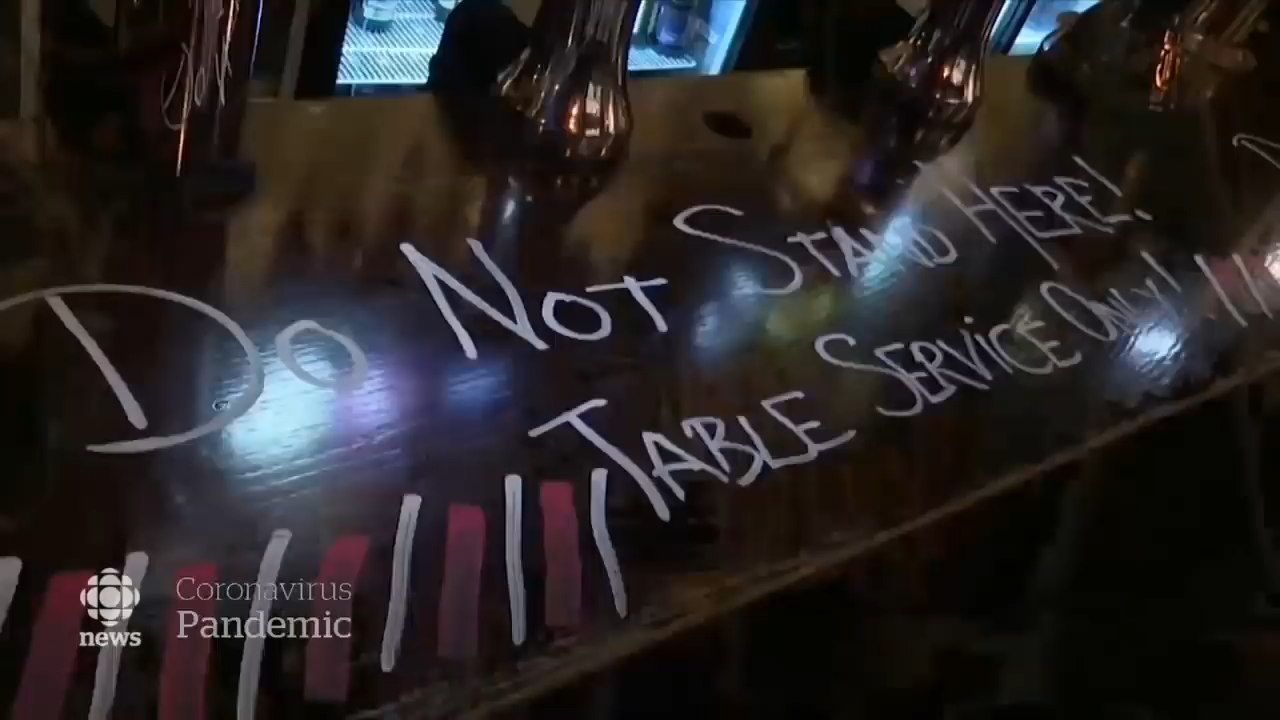 Do Not Stand Here!
Table Service Only!
Coronavirus
Pandemic
news